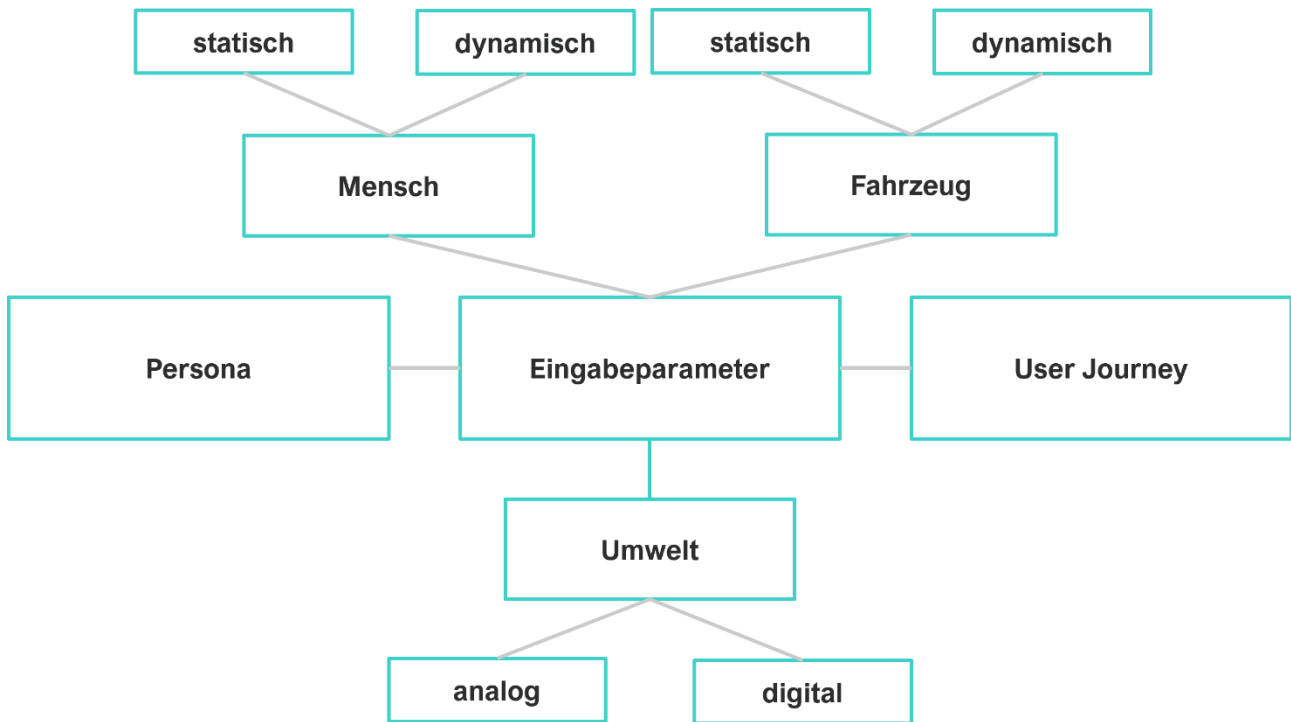 statisch
dynamisch
statisch
dynamisch
Mensch
Fahrzeug
Persona
Eingabeparameter
User Journey
Umwelt
analog
digital